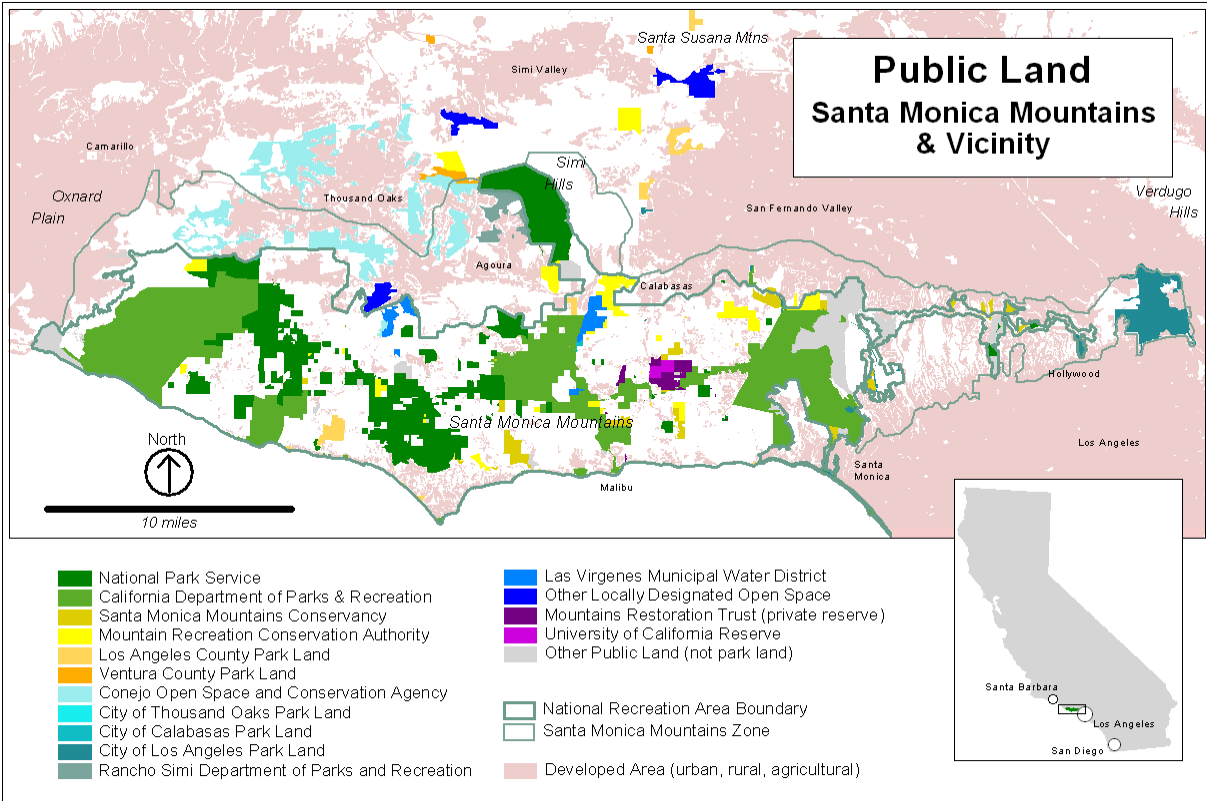 Public Land
Santa Monica Mountains
& Vicinity
Santa Susana Mtns
Simi Valley
Camarillo
Simi
Hills
Oxnard
Plain
Thousand Oaks
San Fernando Valley
Verdugo
Hills
Agoura
Calabasas
Hollywood
Santa Monica Mountains
North
Los Angeles
Santa
Monica
Malibu
10 miles
National Park Service
California Department of Parks & Recreation
Santa Monica Mountains Conservancy
Mountain Recreation Conservation Authority
Los Angeles County Park Land
Ventura County Park Land
Conejo Open Space and Conservation Agency
City of Thousand Oaks Park Land
City of Calabasas Park Land
City of Los Angeles Park Land
Rancho Simi Department of Parks and Recreation
Las Virgenes Municipal Water District
Other Locally Designated Open Space
Mountains Restoration Trust (private reserve)
University of California Reserve
Other Public Land (not park land)
National Recreation Area Boundary
Santa Monica Mountains Zone
Developed Area (urban, rural, agricultural)
Santa Barbara
Los Angeles
San Diego